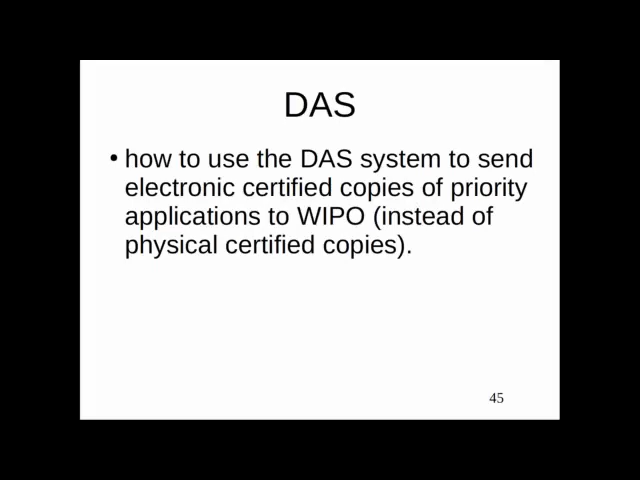 DAS
• how to use the DAS system to send
electronic certified copies of priority
applications to WIPO (instead of
physical certified copies).
45